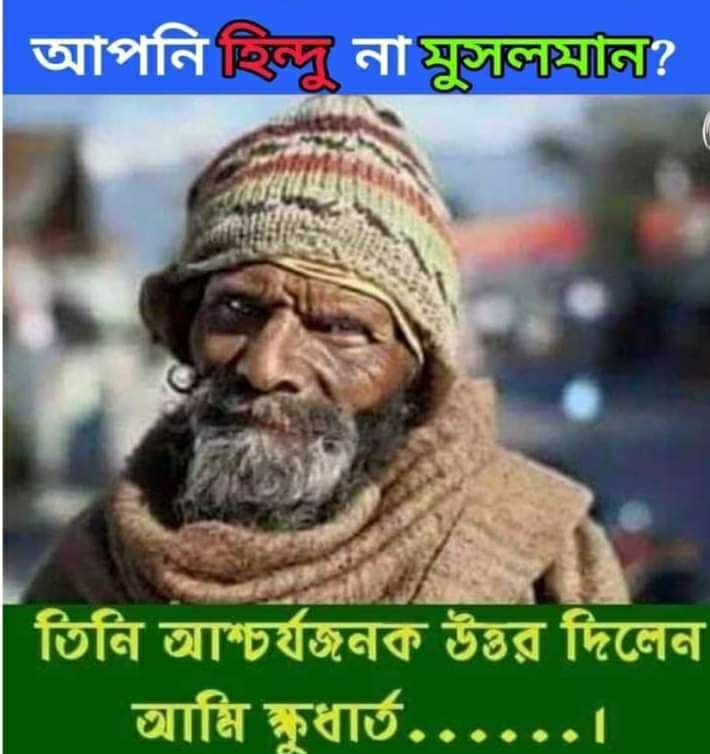 আপনি হিন্দু না মুসলমান?
তিনি আশ্চর্যজনক উত্তর দিলেন
আমি ক্ষুধার্ত......।